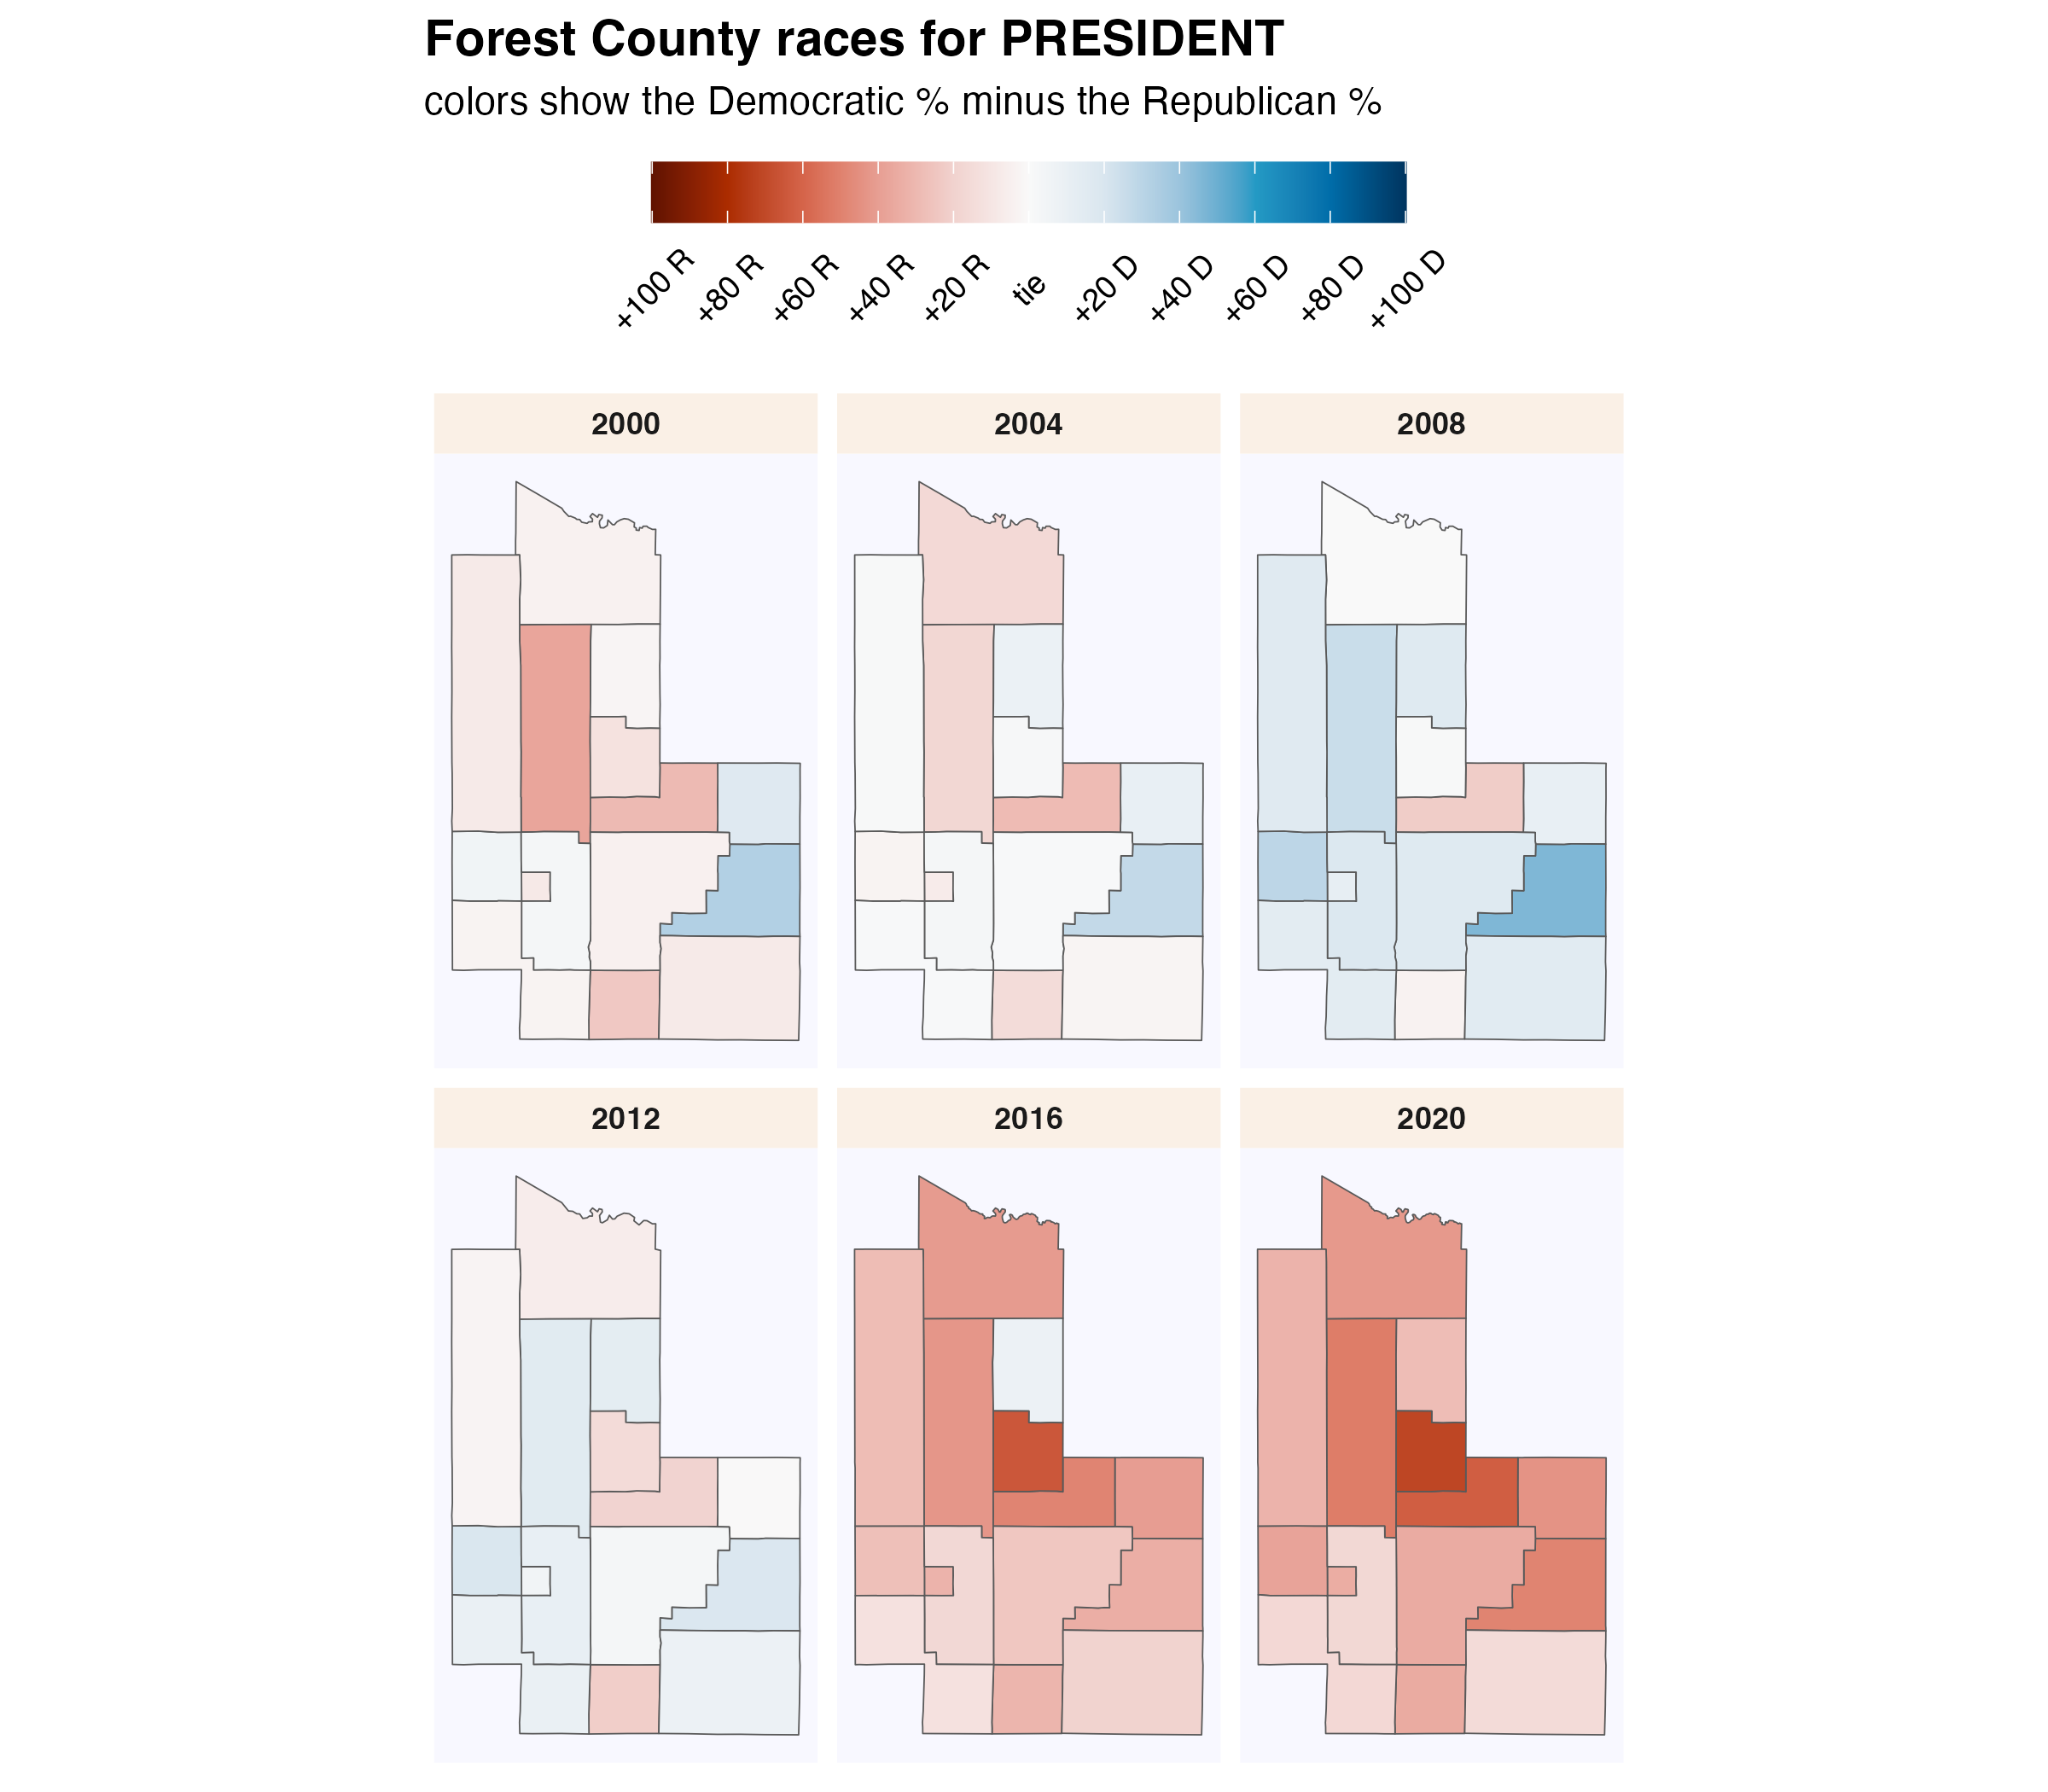 Forest County races for PRESIDENT
colors show the Democratic % minus the Republican %
+100 R +80 R +60 R +40 R +20 R tie +20 D +40 D +60 D +80 D +100 D
2000 2004 2008
2012 2016 2020